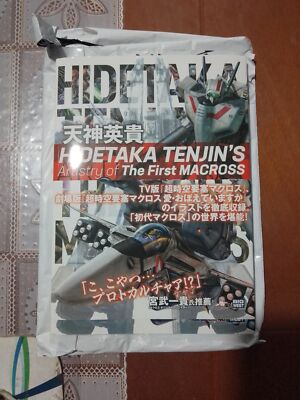 HIDETAKA
天神英貴
HIDETAKA TENJIN'S
Artistry of The First MACROSS
TV版『超時空要塞マクロス』、
劇場版『超時空要塞マクロス 愛・おぼえていますか』
のイラストを徹底収録。
「初代マクロス」の世界を堪能!
「こ、こやつ…
プロトカルチャア!?」
宮武一貴氏推薦
BIG
WEST